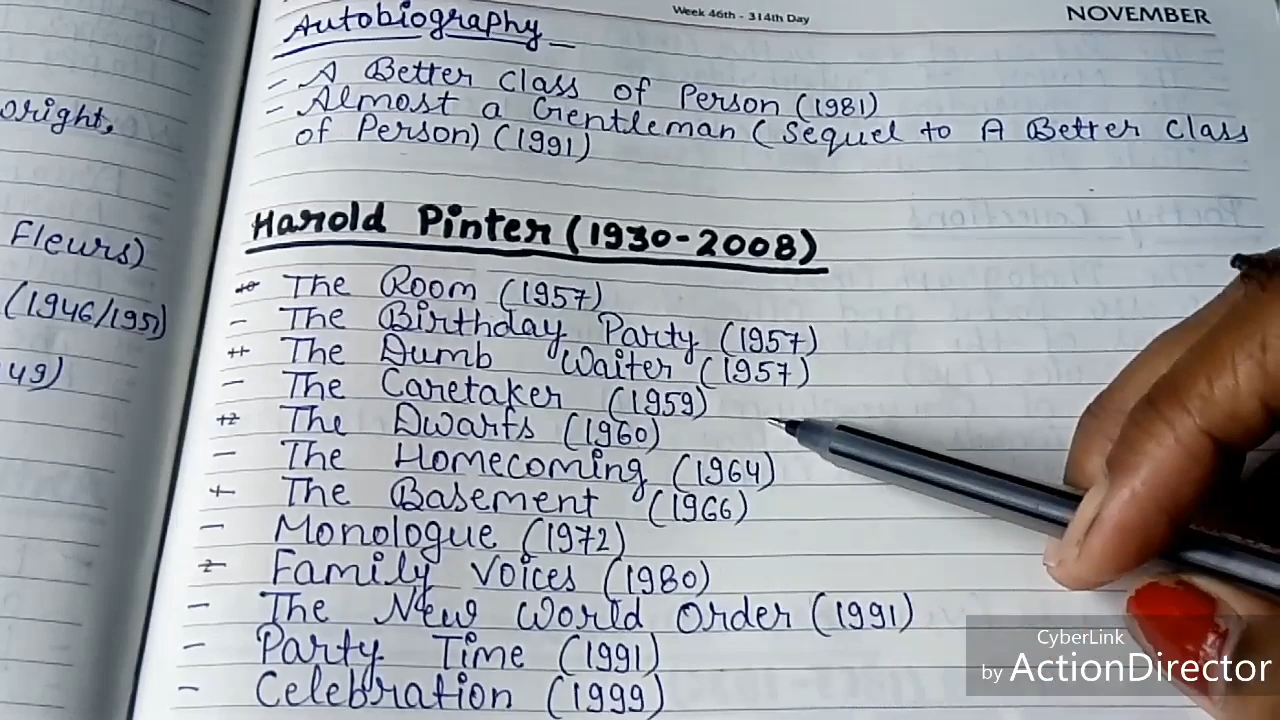 Week 46th - 314th Day
NOVEMBER
Autobiography
- A Better class of Person (1981)
- Almost a Gentleman (Sequel to A Better class
of Person) (1991)
Harold Pinter (1930-2008)
- The Room (1957)
- The Birthday Party (1957)
- The Dumb Waiter (1957)
- The Caretaker (1959)
- The Dwarfs (1960)
- The Homecoming (1964)
- The Basement (1966)
- Monologue (1972)
- Family Voices (1980)
- The New World Order (1991)
- Party Time (1991)
- Celebration (1999)
oright,
Fleurs)
(1946/1951)
49)
CyberLink
by ActionDirector